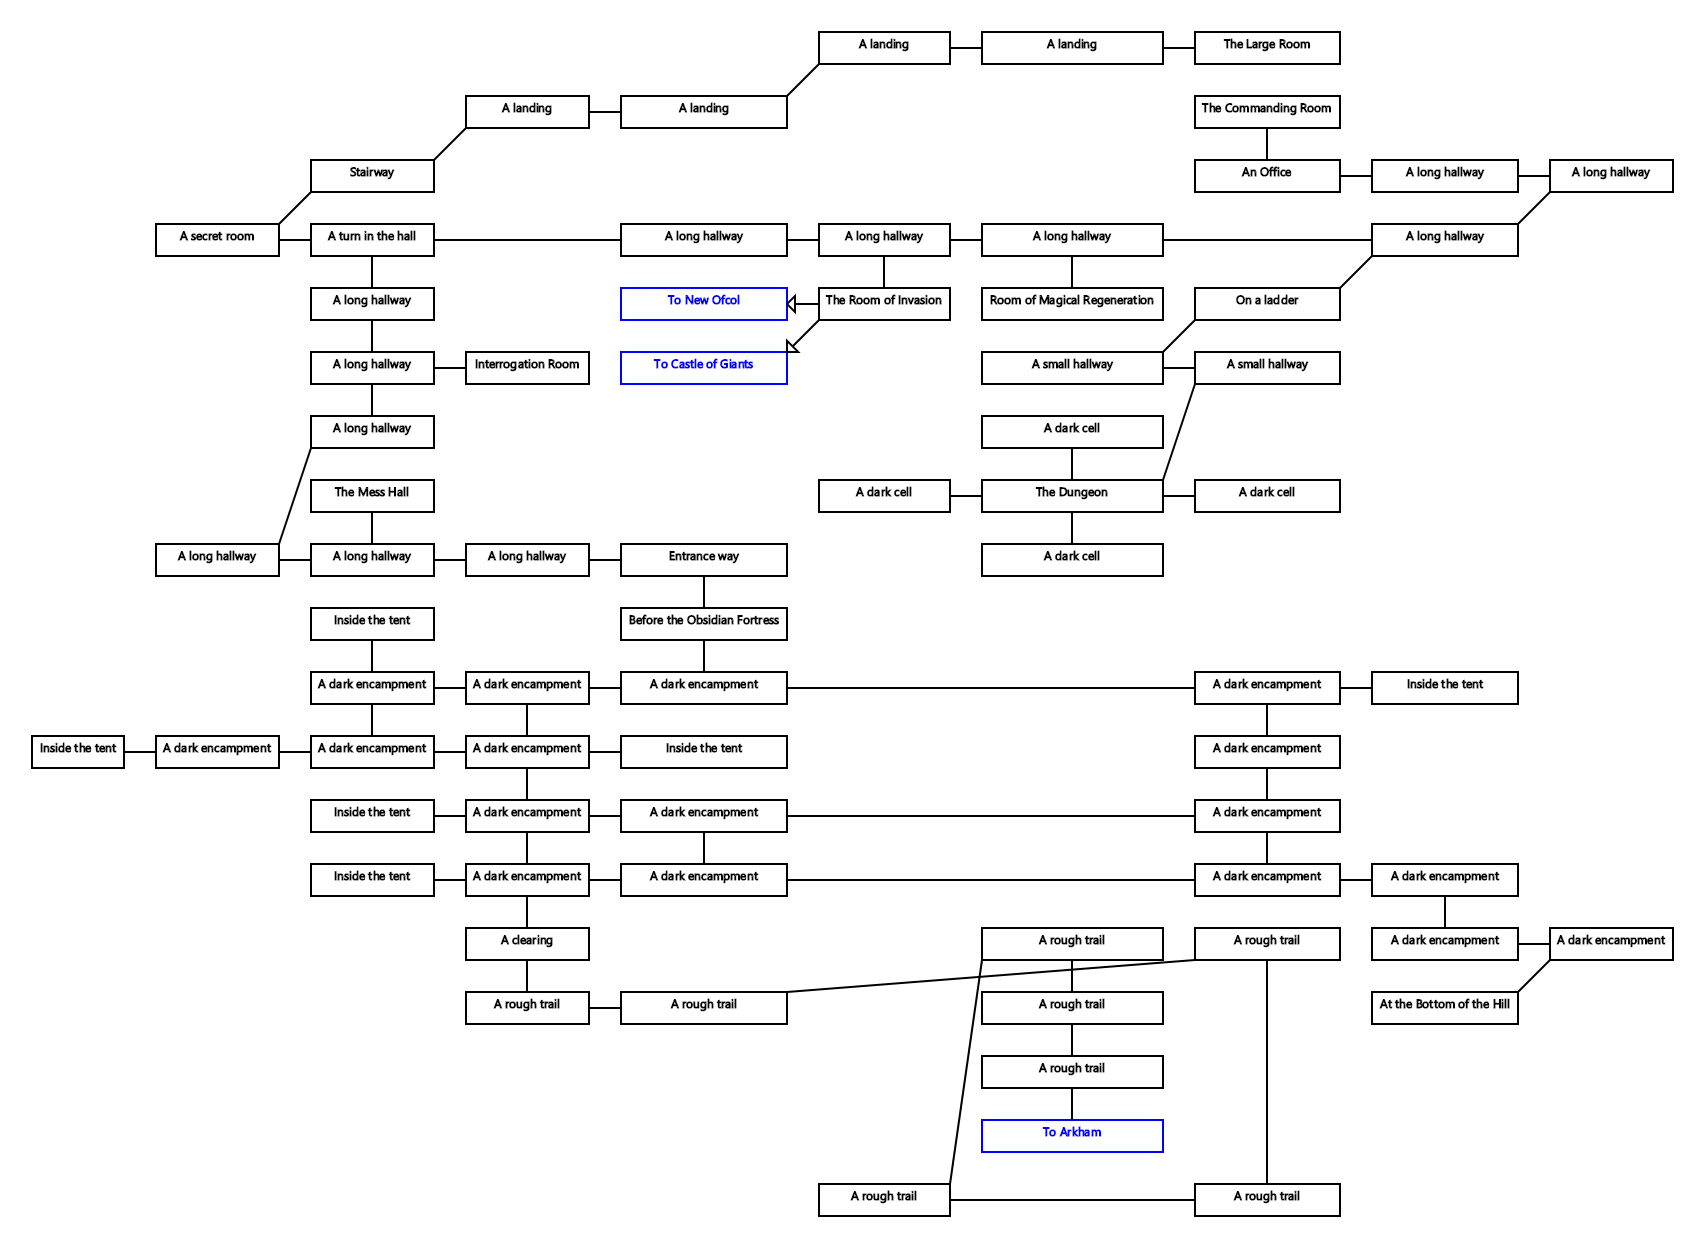 A landing
A landing
The Large Room
A landing
A landing
The Commanding Room
Stairway
An Office
A long hallway
A long hallway
A secret room
A turn in the hall
A long hallway
A long hallway
A long hallway
A long hallway
A long hallway
To New Ofcol
The Room of Invasion
Room of Magical Regeneration
On a ladder
A long hallway
Interrogation Room
To Castle of Giants
A small hallway
A small hallway
A long hallway
A dark cell
The Mess Hall
A dark cell
The Dungeon
A dark cell
A long hallway
A long hallway
A long hallway
Entrance way
A dark cell
Inside the tent
Before the Obsidian Fortress
A dark encampment
A dark encampment
A dark encampment
A dark encampment
Inside the tent
Inside the tent
A dark encampment
A dark encampment
A dark encampment
Inside the tent
A dark encampment
Inside the tent
A dark encampment
A dark encampment
A dark encampment
Inside the tent
A dark encampment
A dark encampment
A dark encampment
A dark encampment
A clearing
A rough trail
A rough trail
A dark encampment
A dark encampment
A rough trail
A rough trail
A rough trail
At the Bottom of the Hill
A rough trail
To Arkham
A rough trail
A rough trail